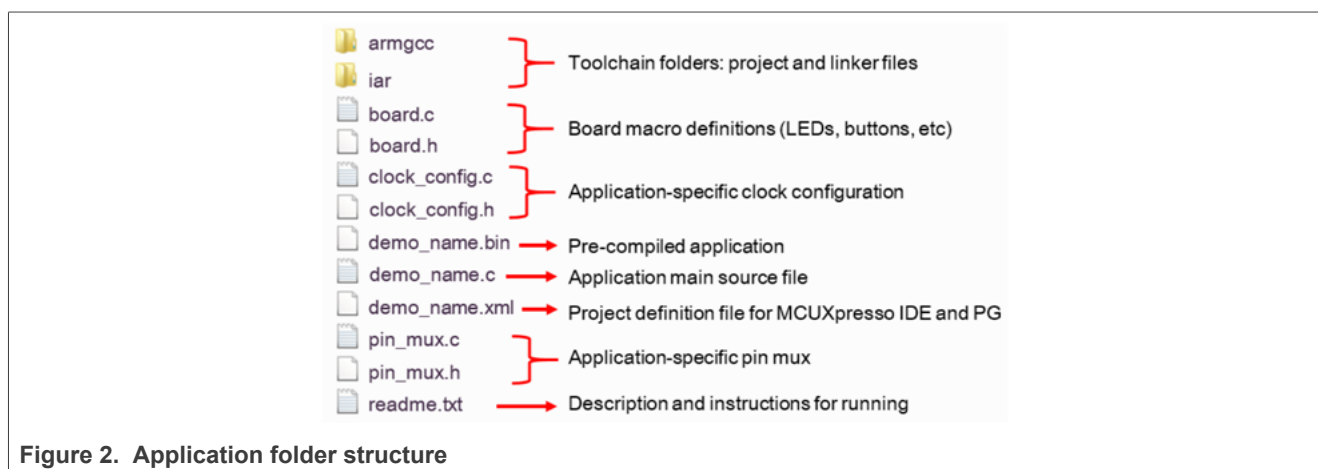 armgcc
iar
Toolchain folders: project and linker files
board.c
board.h
Board macro definitions (LEDs, buttons, etc)
clock_config.c
clock_config.h
Application-specific clock configuration
demo_name.bin Pre-compiled application
demo_name.c Application main source file
demo_name.xml Project definition file for MCUXpresso IDE and PG
pin_mux.c
pin_mux.h
Application-specific pin mux
readme.txt Description and instructions for running
Figure 2. Application folder structure